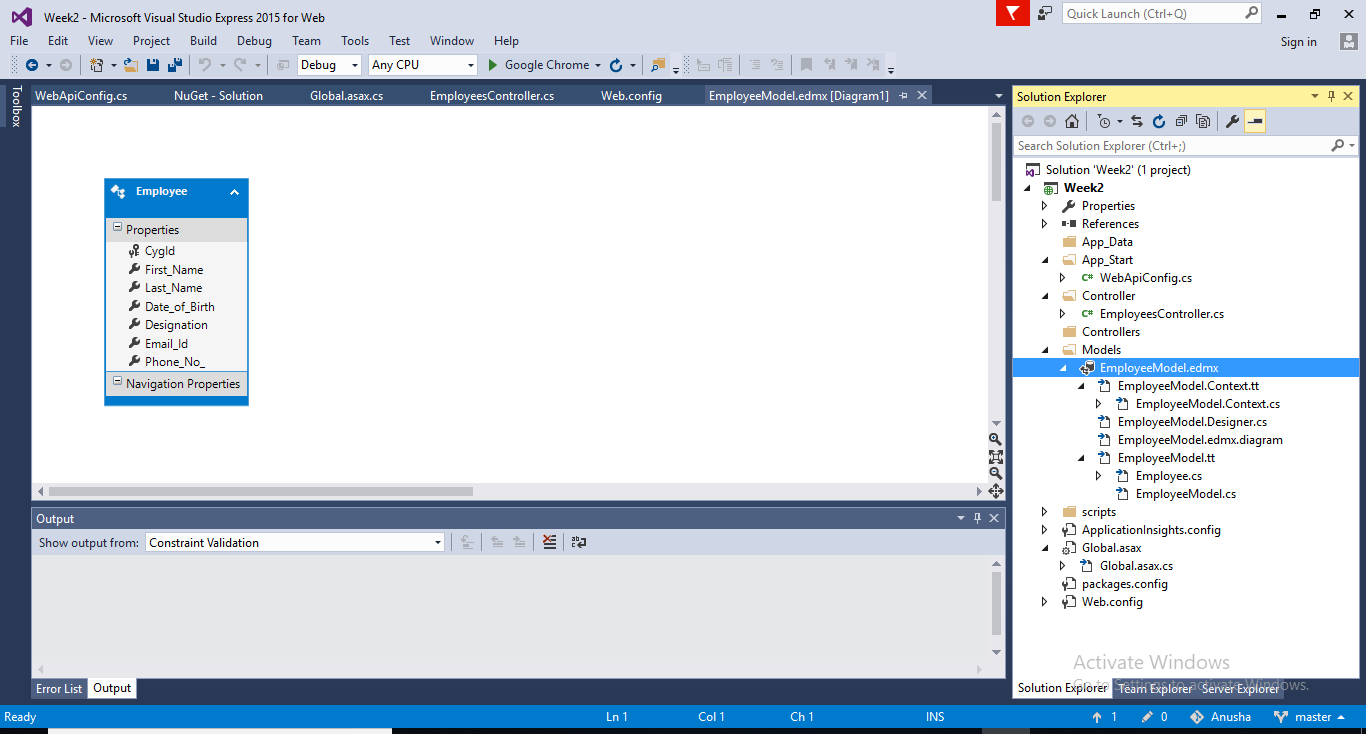 Week2 - Microsoft Visual Studio Express 2015 for Web
Quick Launch (Ctrl+Q)
File Edit View Project Build Debug Team Tools Test Window Help
Sign in
Debug Any CPU Google Chrome
Toolbox
WebApiConfig.cs NuGet - Solution Global.asax.cs EmployeesController.cs Web.config EmployeeModel.edmx [Diagram1]
Employee
Properties
CygId
First_Name
Last_Name
Date_of_Birth
Designation
Email_Id
Phone_No_
Navigation Properties
Output
Show output from: Constraint Validation
Error List Output
Solution Explorer
Search Solution Explorer (Ctrl+;)
Solution 'Week2' (1 project)
Week2
Properties
References
App_Data
App_Start
C# WebApiConfig.cs
Controller
C# EmployeesController.cs
Controllers
Models
EmployeeModel.edmx
EmployeeModel.Context.tt
EmployeeModel.Context.cs
EmployeeModel.Designer.cs
EmployeeModel.edmx.diagram
EmployeeModel.tt
Employee.cs
EmployeeModel.cs
scripts
ApplicationInsights.config
Global.asax
Global.asax.cs
packages.config
Web.config
Activate Windows
Go to Settings to activate Windows.
Solution Explorer Team Explorer Server Explorer
Ready Ln 1 Col 1 Ch 1 INS 1 0 Anusha master